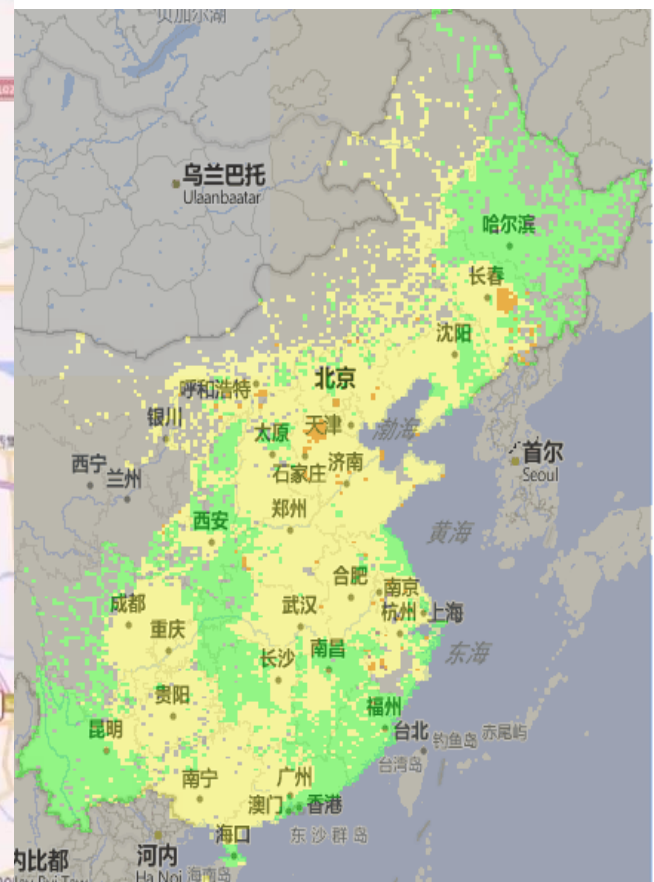 贝加尔湖
乌兰巴托
Ulaanbaatar
哈尔滨
长春
沈阳
北京
呼和浩特
银川
天津
渤海
太原
首尔
Seoul
西宁
兰州
石家庄
济南
郑州
西安
黄海
合肥
南京
成都
武汉
杭州
上海
重庆
长沙
南昌
东海
贵阳
福州
昆明
台北
钓鱼岛
赤尾屿
台湾岛
南宁
广州
澳门
香港
海口
东沙群岛
内比都
河内
Ha Noi
海南岛